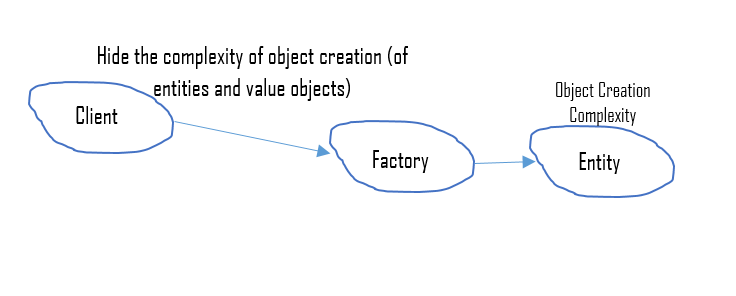 Hide the complexity of object creation (of
entities and value objects)
Client
Factory
Object Creation
Complexity
Entity